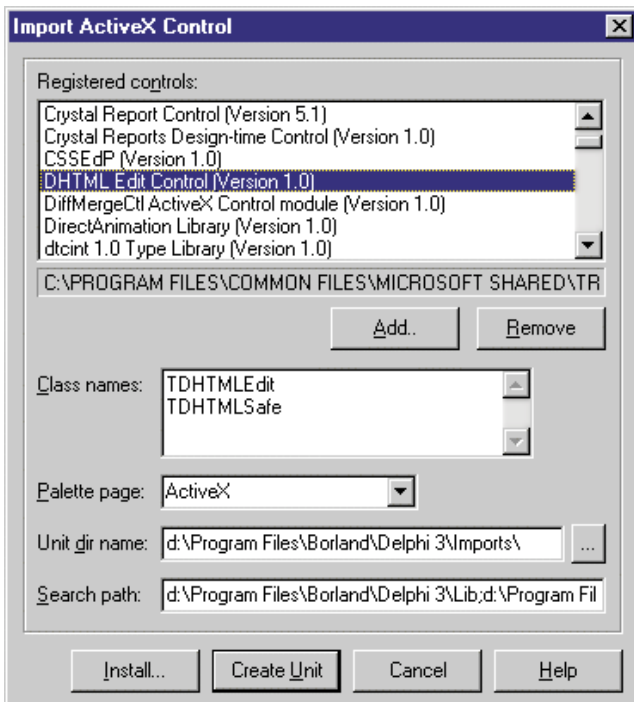 Import ActiveX Control
Registered controls:
Crystal Report Control (Version 5.1)
Crystal Reports Design-time Control (Version 1.0)
CSSEdP (Version 1.0)
DHTML Edit Control (Version 1.0)
DiffMergeCtl ActiveX Control module (Version 1.0)
DirectAnimation Library (Version 1.0)
dtcint 1.0 Type Library (Version 1.0)
C:\PROGRAM FILES\COMMON FILES\MICROSOFT SHARED\TR
Add.. Remove
Class names: TDHTMLEdit
TDHTMLSafe
Palette page: ActiveX
Unit dir name: d:\Program Files\Borland\Delphi 3\Imports\ ...
Search path: d:\Program Files\Borland\Delphi 3\Lib;d:\Program Fil
Install... Create Unit Cancel Help